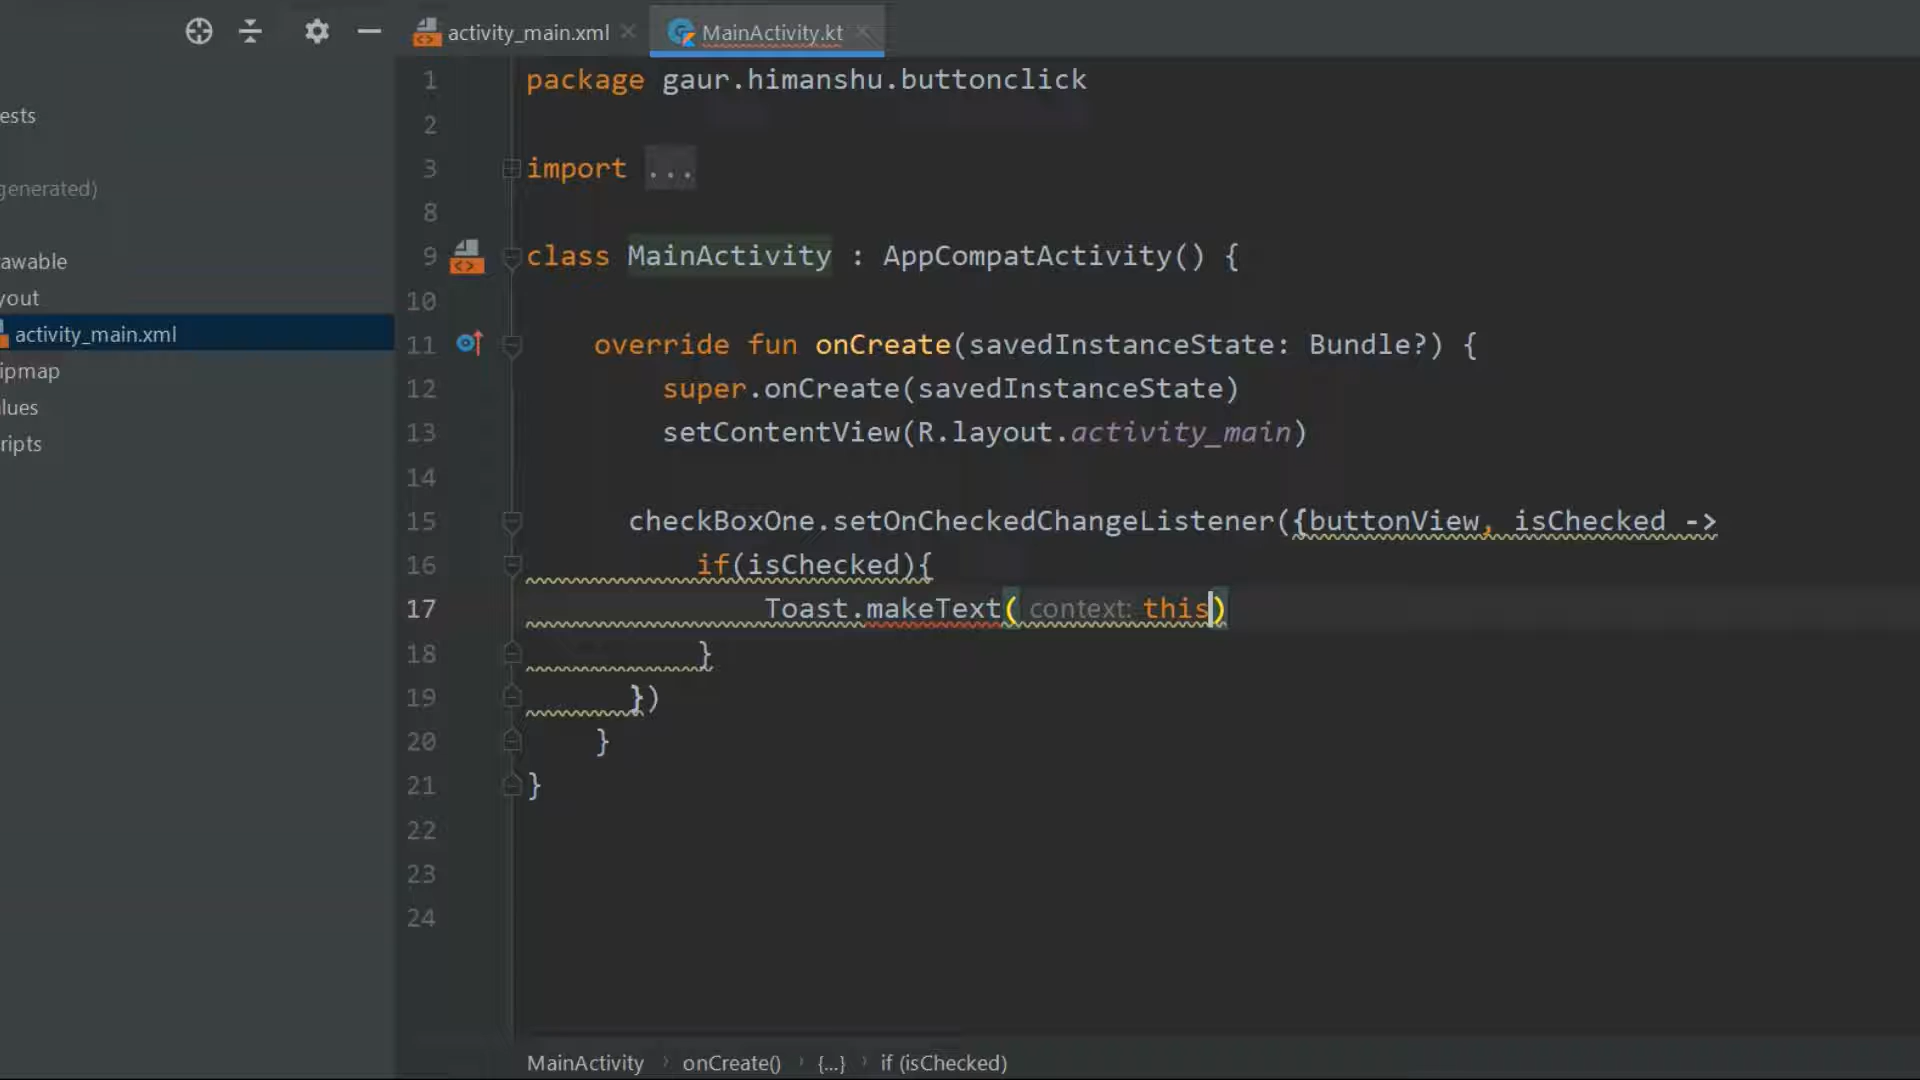 activity_main.xml
MainActivity.kt
ests
generated)
awable
yout
activity_main.xml
ipmap
lues
ripts
1 package gaur.himanshu.buttonclick
2
3 import ...
8
9 class MainActivity : AppCompatActivity() {
10
11 override fun onCreate(savedInstanceState: Bundle?) {
12 super.onCreate(savedInstanceState)
13 setContentView(R.layout.activity_main)
14
15 checkBoxOne.setOnCheckedChangeListener({buttonView, isChecked ->
16 if(isChecked){
17 Toast.makeText( context: this)
18 }
19 })
20 }
21 }
22
23
24
MainActivity › onCreate() › {...} › if (isChecked)